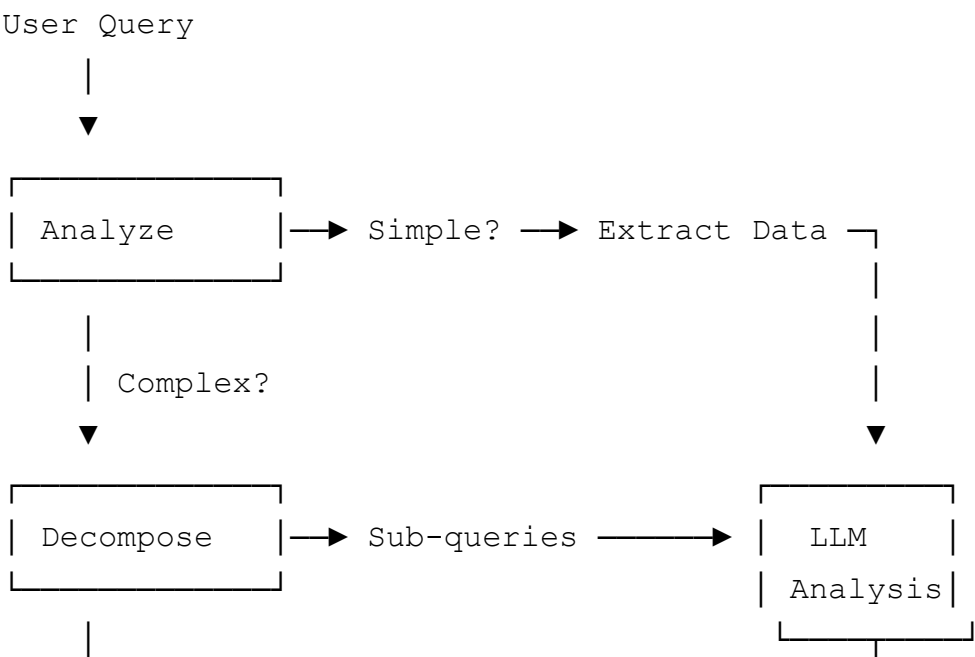 User Query
Analyze → Simple? → Extract Data
Complex?
Decompose → Sub-queries → LLM
Analysis